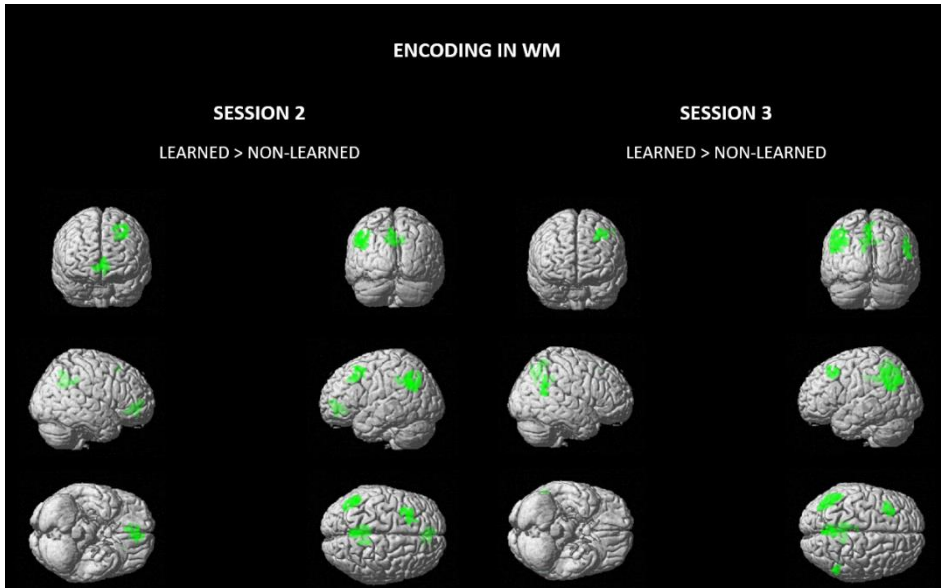 ENCODING IN WM
SESSION 2
LEARNED > NON-LEARNED
SESSION 3
LEARNED > NON-LEARNED